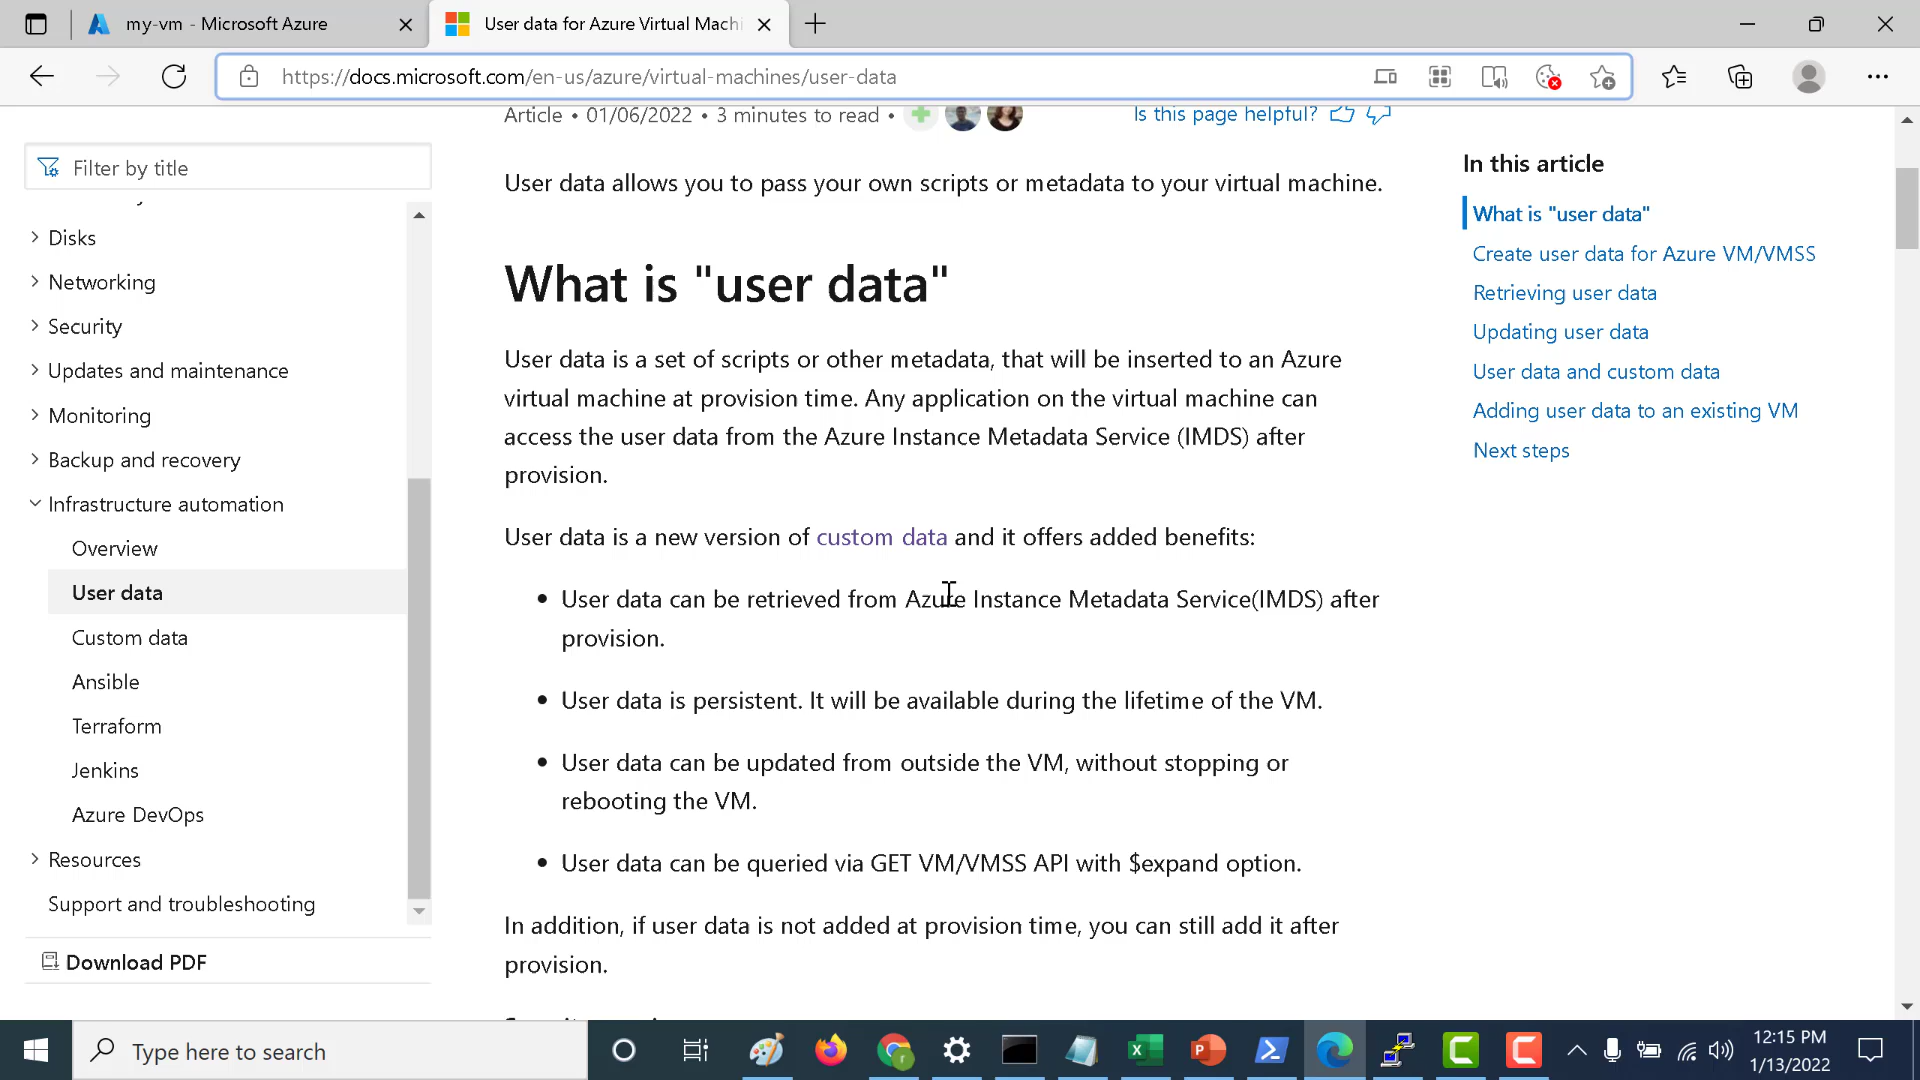 my-vm - Microsoft Azure
User data for Azure Virtual Machi
https://docs.microsoft.com/en-us/azure/virtual-machines/user-data
Article • 01/06/2022 • 3 minutes to read •
Is this page helpful?
Filter by title
Disks
Networking
Security
Updates and maintenance
Monitoring
Backup and recovery
Infrastructure automation
Overview
User data
Custom data
Ansible
Terraform
Jenkins
Azure DevOps
Resources
Support and troubleshooting
Download PDF
User data allows you to pass your own scripts or metadata to your virtual machine.
What is "user data"
User data is a set of scripts or other metadata, that will be inserted to an Azure
virtual machine at provision time. Any application on the virtual machine can
access the user data from the Azure Instance Metadata Service (IMDS) after
provision.
User data is a new version of custom data and it offers added benefits:
• User data can be retrieved from Azure Instance Metadata Service(IMDS) after
provision.
• User data is persistent. It will be available during the lifetime of the VM.
• User data can be updated from outside the VM, without stopping or
rebooting the VM.
• User data can be queried via GET VM/VMSS API with $expand option.
In addition, if user data is not added at provision time, you can still add it after
provision.
In this article
What is "user data"
Create user data for Azure VM/VMSS
Retrieving user data
Updating user data
User data and custom data
Adding user data to an existing VM
Next steps
Type here to search
12:15 PM
1/13/2022